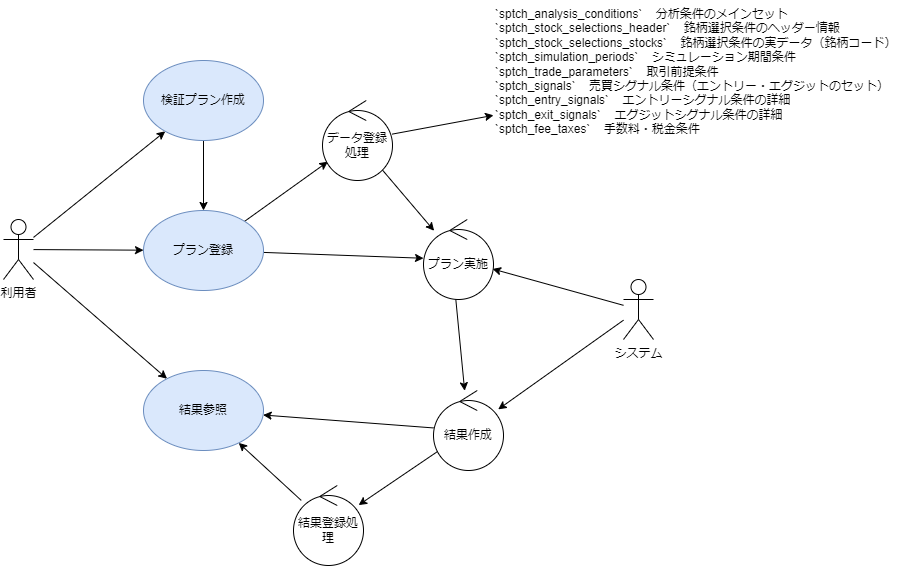 `sptch_analysis_conditions`　分析条件のメインセット
`sptch_stock_selections_header`　銘柄選択条件のヘッダー情報
`sptch_stock_selections_stocks`　銘柄選択条件の実データ（銘柄コード）
`sptch_simulation_periods`　シミュレーション期間条件
`sptch_trade_parameters`　取引前提条件
`sptch_signals`　売買シグナル条件（エントリー・エグジットのセット）
`sptch_entry_signals`　エントリーシグナル条件の詳細
`sptch_exit_signals`　エグジットシグナル条件の詳細
`sptch_fee_taxes`　手数料・税金条件
検証プラン作成
データ登録
処理
プラン登録
プラン実施
利用者
システム
結果参照
結果作成
結果登録処
理